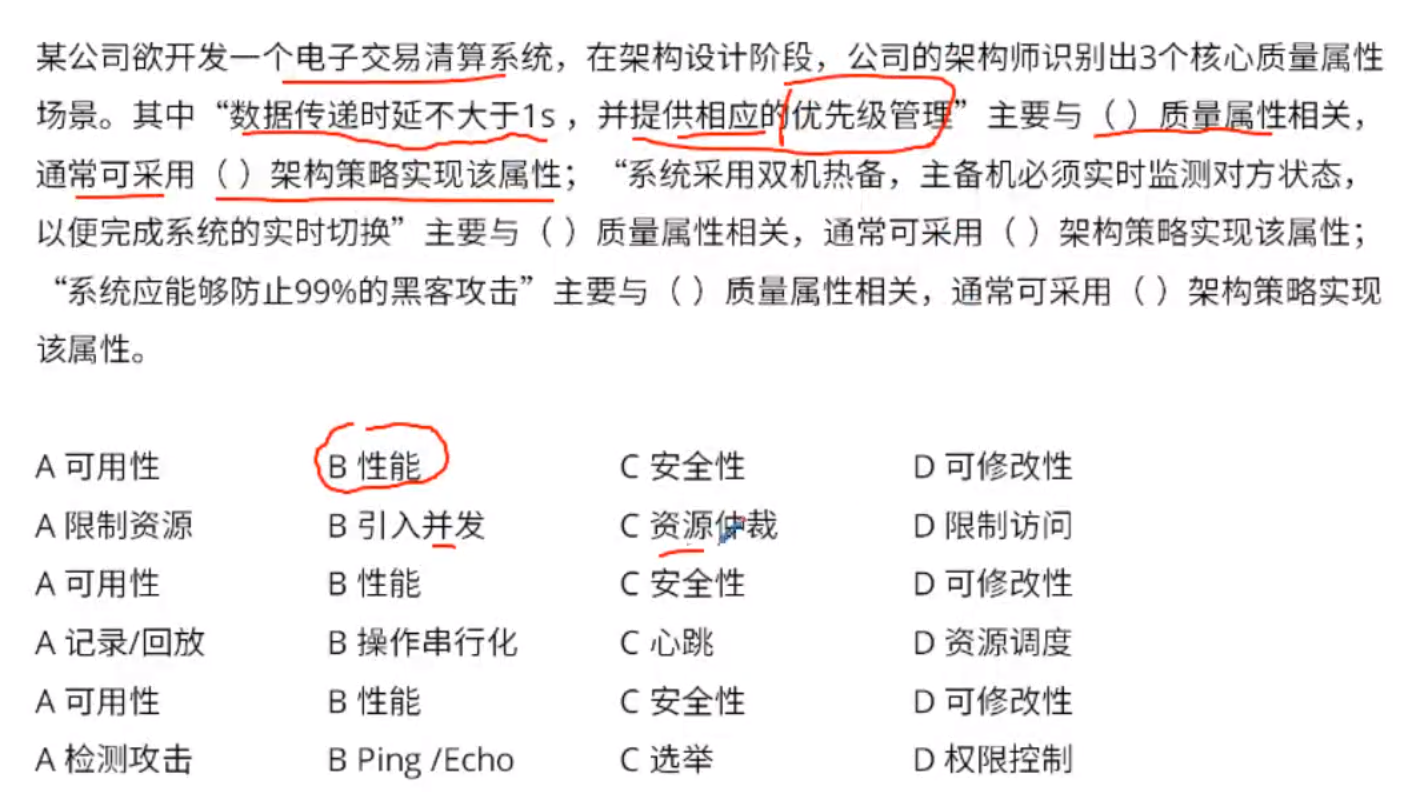 某公司欲开发一个电子交易清算系统，在架构设计阶段，公司的架构师识别出3个核心质量属性
场景。其中“数据传递时延不大于1s，并提供相应的优先级管理”主要与（ ）质量属性相关，
通常可采用（ ）架构策略实现该属性；“系统采用双机热备，主备机必须实时监测对方状态，
以便完成系统的实时切换”主要与（ ）质量属性相关，通常可采用（ ）架构策略实现该属性；
“系统应能够防止99%的黑客攻击”主要与（ ）质量属性相关，通常可采用（ ）架构策略实现
该属性。
A 可用性 B 性能 C 安全性 D 可修改性
A 限制资源 B 引入并发 C 资源仲裁 D 限制访问
A 可用性 B 性能 C 安全性 D 可修改性
A 记录/回放 B 操作串行化 C 心跳 D 资源调度
A 可用性 B 性能 C 安全性 D 可修改性
A 检测攻击 B Ping /Echo C 选举 D 权限控制